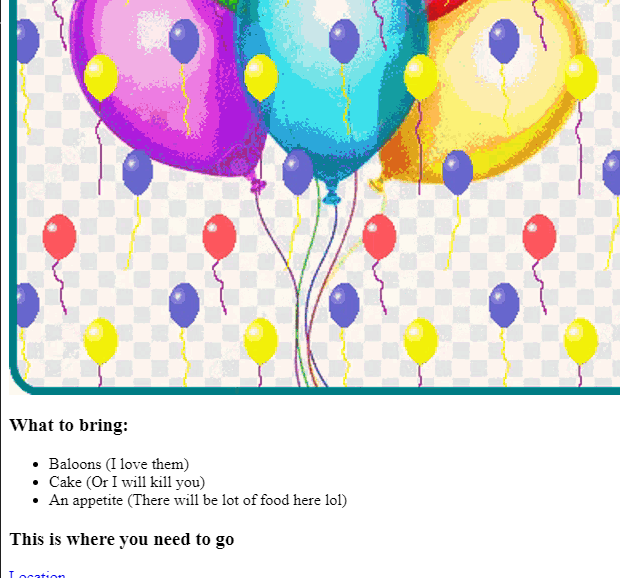 What to bring:
Baloons (I love them)
Cake (Or I will kill you)
An appetite (There will be lot of food here lol)
This is where you need to go
Location